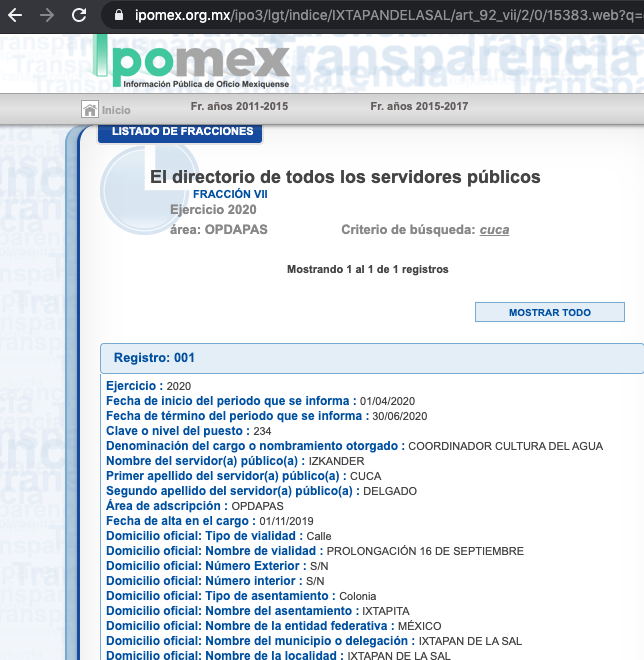 ipomex.org.mx/ipo3/lgt/indice/IXTAPANDELASAL/art_92_vii/2/0/15383.web?q=
ipomex
Información Pública de Oficio Mexiquense
Inicio
Fr. años 2011-2015
Fr. años 2015-2017
LISTADO DE FRACCIONES
El directorio de todos los servidores públicos
FRACCIÓN VII
Ejercicio 2020
área: OPDAPAS
Criterio de búsqueda: cuca
Mostrando 1 al 1 de 1 registros
MOSTRAR TODO
Registro: 001
Ejercicio : 2020
Fecha de inicio del periodo que se informa : 01/04/2020
Fecha de término del periodo que se informa : 30/06/2020
Clave o nivel del puesto : 234
Denominación del cargo o nombramiento otorgado : COORDINADOR CULTURA DEL AGUA
Nombre del servidor(a) público(a) : IZKANDER
Primer apellido del servidor(a) público(a) : CUCA
Segundo apellido del servidor(a) público(a) : DELGADO
Área de adscripción : OPDAPAS
Fecha de alta en el cargo : 01/11/2019
Domicilio oficial: Tipo de vialidad : Calle
Domicilio oficial: Nombre de vialidad : PROLONGACIÓN 16 DE SEPTIEMBRE
Domicilio oficial: Número Exterior : S/N
Domicilio oficial: Número interior : S/N
Domicilio oficial: Tipo de asentamiento : Colonia
Domicilio oficial: Nombre del asentamiento : IXTAPITA
Domicilio oficial: Nombre de la entidad federativa : MÉXICO
Domicilio oficial: Nombre del municipio o delegación : IXTAPAN DE LA SAL
Domicilio oficial: Nombre de la localidad : IXTAPAN DE LA SAL